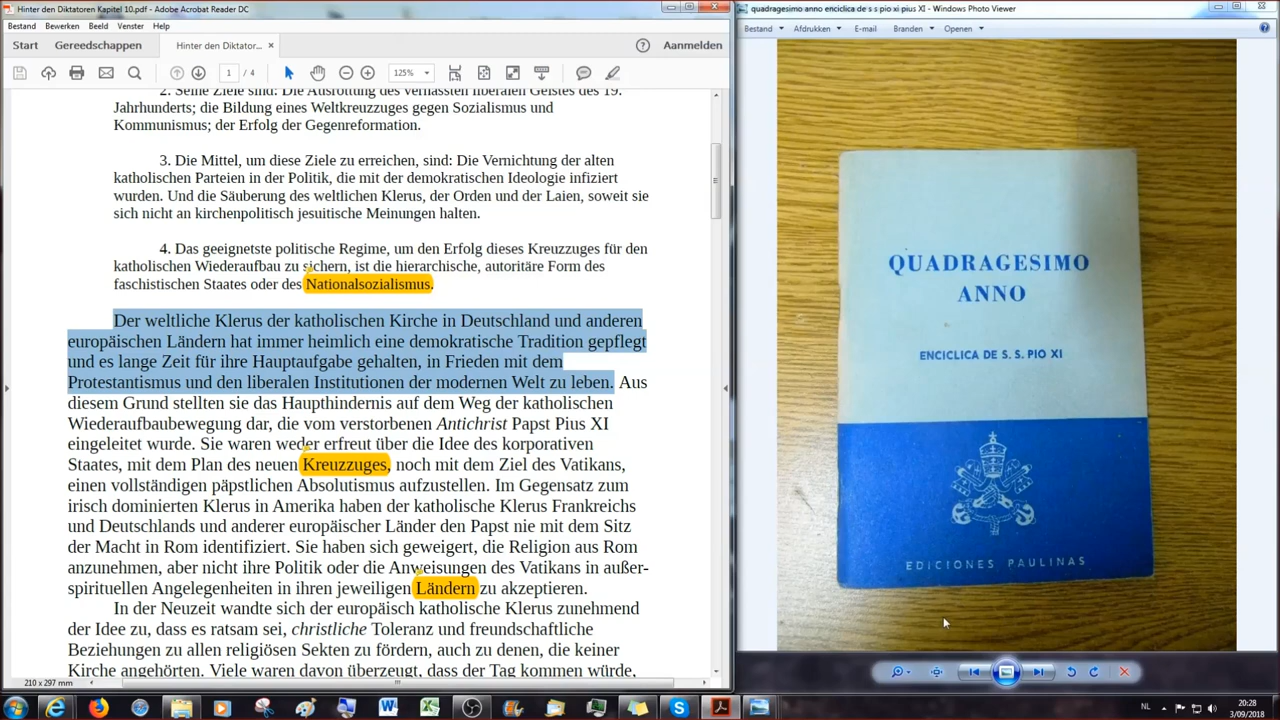 Hinter den Diktatoren Kapitel 10.pdf - Adobe Acrobat Reader DC
Bestand Bewerken Beeld Venster Help
Start Gereedschappen Hinter den Diktator... × Aanmelden
1 / 4 125%
2. Seine Ziele sind: Die Ausrottung des verhassten liberalen Geistes des 19.
Jahrhunderts; die Bildung eines Weltkreuzzuges gegen Sozialismus und
Kommunismus; der Erfolg der Gegenreformation.
3. Die Mittel, um diese Ziele zu erreichen, sind: Die Vernichtung der alten
katholischen Parteien in der Politik, die mit der demokratischen Ideologie infiziert
wurden. Und die Säuberung des weltlichen Klerus, der Orden und der Laien, soweit sie
sich nicht an kirchenpolitisch jesuitische Meinungen halten.
4. Das geeignetste politische Regime, um den Erfolg dieses Kreuzzuges für den
katholischen Wiederaufbau zu sichern, ist die hierarchische, autoritäre Form des
faschistischen Staates oder des Nationalsozialismus.
Der weltliche Klerus der katholischen Kirche in Deutschland und anderen
europäischen Ländern hat immer heimlich eine demokratische Tradition gepflegt
und es lange Zeit für ihre Hauptaufgabe gehalten, in Frieden mit dem
Protestantismus und den liberalen Institutionen der modernen Welt zu leben. Aus
diesem Grund stellten sie das Haupthindernis auf dem Weg der katholischen
Wiederaufbaubewegung dar, die vom verstorbenen Antichrist Papst Pius XI
eingeleitet wurde. Sie waren weder erfreut über die Idee des korporativen
Staates, mit dem Plan des neuen Kreuzzuges, noch mit dem Ziel des Vatikans,
einen vollständigen päpstlichen Absolutismus aufzustellen. Im Gegensatz zum
irisch dominierten Klerus in Amerika haben der katholische Klerus Frankreichs
und Deutschlands und anderer europäischer Länder den Papst nie mit dem Sitz
der Macht in Rom identifiziert. Sie haben sich geweigert, die Religion aus Rom
anzunehmen, aber nicht ihre Politik oder die Anweisungen des Vatikans in außer-
spirituellen Angelegenheiten in ihren jeweiligen Ländern zu akzeptieren.
In der Neuzeit wandte sich der europäisch katholische Klerus zunehmend
der Idee zu, dass es ratsam sei, christliche Toleranz und freundschaftliche
Beziehungen zu allen religiösen Sekten zu fördern, auch zu denen, die keiner
Kirche angehörten. Viele waren davon überzeugt, dass der Tag kommen würde,
210 x 297 mm
quadragesimo anno enciclica de s s pio xi pius XI - Windows Photo Viewer
Bestand Afdrukken E-mail Branden Openen
QUADRAGESIMO
ANNO
ENCICLICA DE S. S. PIO XI
EDICIONES PAULINAS
NL 20:28
3/09/2018